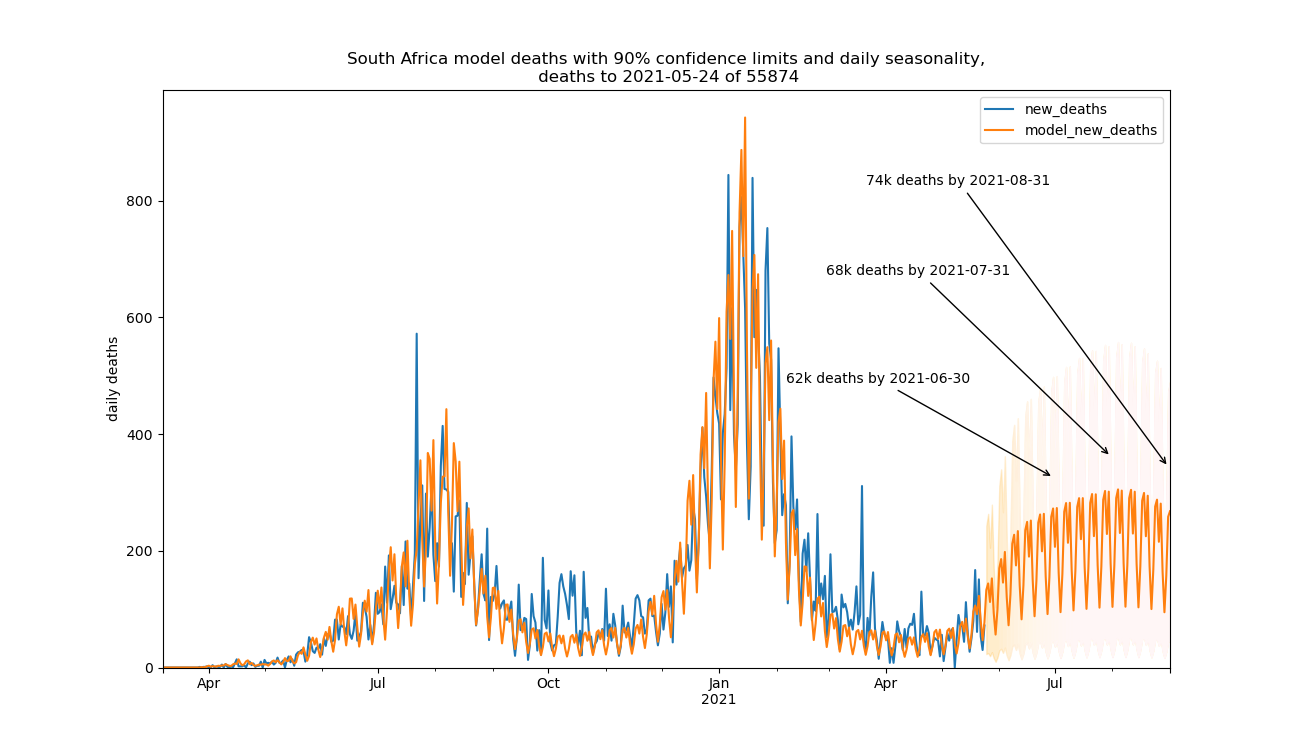 South Africa model deaths with 90% confidence limits and daily seasonality,
deaths to 2021-05-24 of 55874
new_deaths
model_new_deaths
74k deaths by 2021-08-31
68k deaths by 2021-07-31
62k deaths by 2021-06-30
daily deaths
800
600
400
200
0
Apr
Jul
Oct
Jan
2021
Apr
Jul